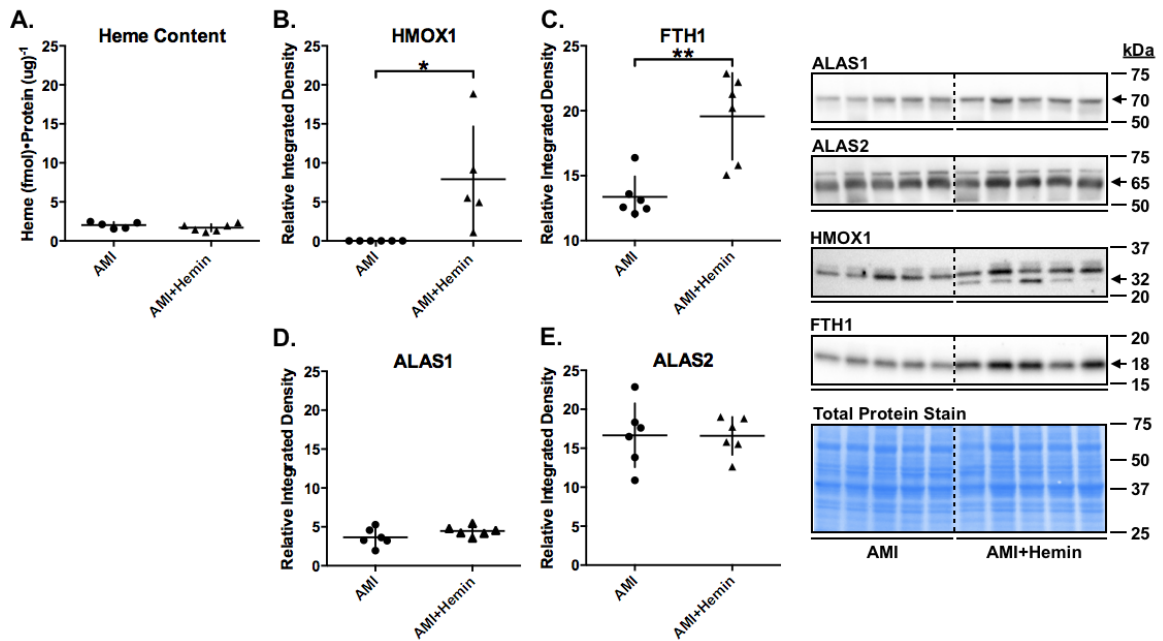 A.
Heme Content
Heme (fmol)•Protein (ug)-1
25
20
15
10
5
0
AMI
AMI+Hemin
B.
HMOX1
Relative Integrated Density
25
20
15
10
5
0
*
AMI
AMI+Hemin
C.
FTH1
Relative Integrated Density
25
20
15
10
**
AMI
AMI+Hemin
D.
ALAS1
Relative Integrated Density
25
20
15
10
5
0
AMI
AMI+Hemin
E.
ALAS2
Relative Integrated Density
25
20
15
10
5
0
AMI
AMI+Hemin
kDa
ALAS1
75
70
50
ALAS2
75
65
50
HMOX1
37
32
20
FTH1
20
18
15
Total Protein Stain
75
50
37
25
AMI
AMI+Hemin